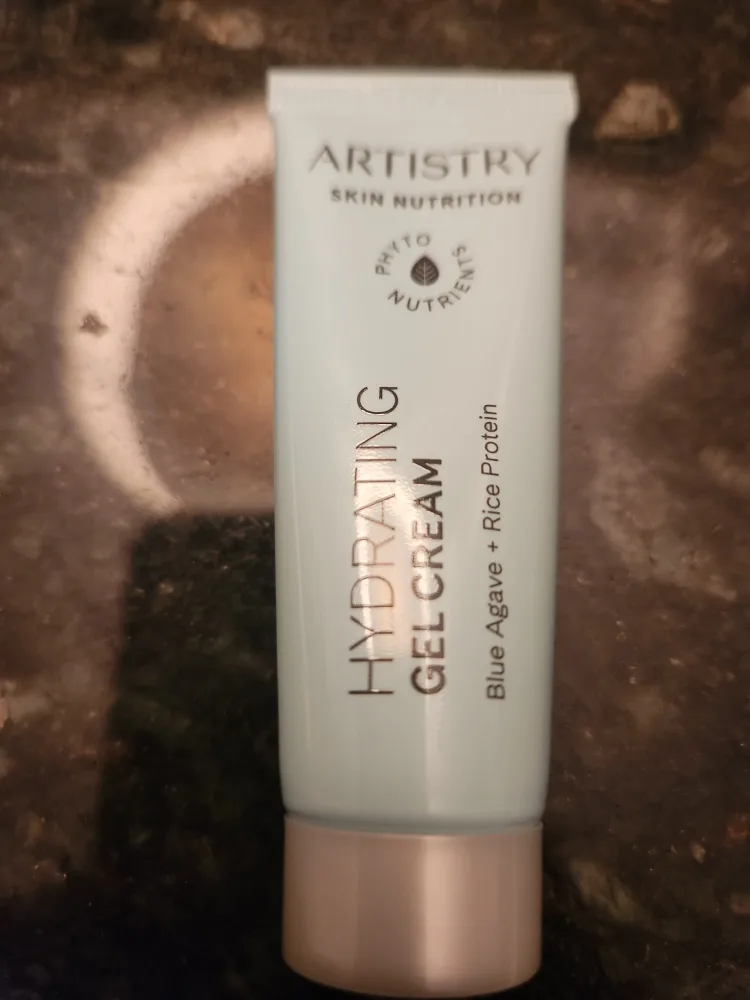 ARTISTRY
SKIN NUTRITION
PHYTO NUTRIENTS
HYDRATING
GEL CREAM
Blue Agave + Rice Protein